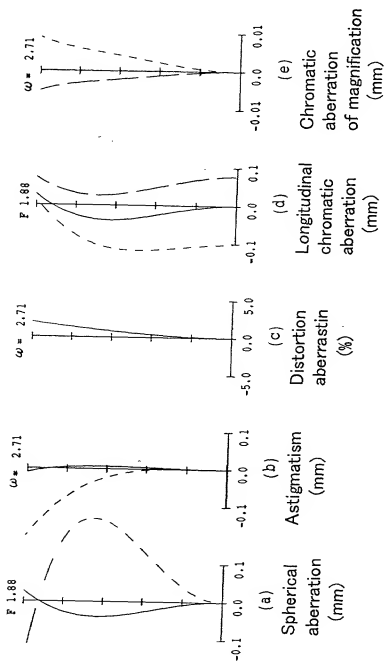 F 1.88
-0.1 0.0 0.1
(a)
Spherical
aberration
(mm)
ω= 2.71
-0.1 0.0 0.1
(b)
Astigmatism
(mm)
ω= 2.71
-5.0 0.0 5.0
(c)
Distortion
aberrastin
(%)
F 1.88
-0.1 0.0 0.1
(d)
Longitudinal
chromatic
aberration
(mm)
ω= 2.71
-0.01 0.0 0.01
(e)
Chromatic
aberration
of magnification
(mm)